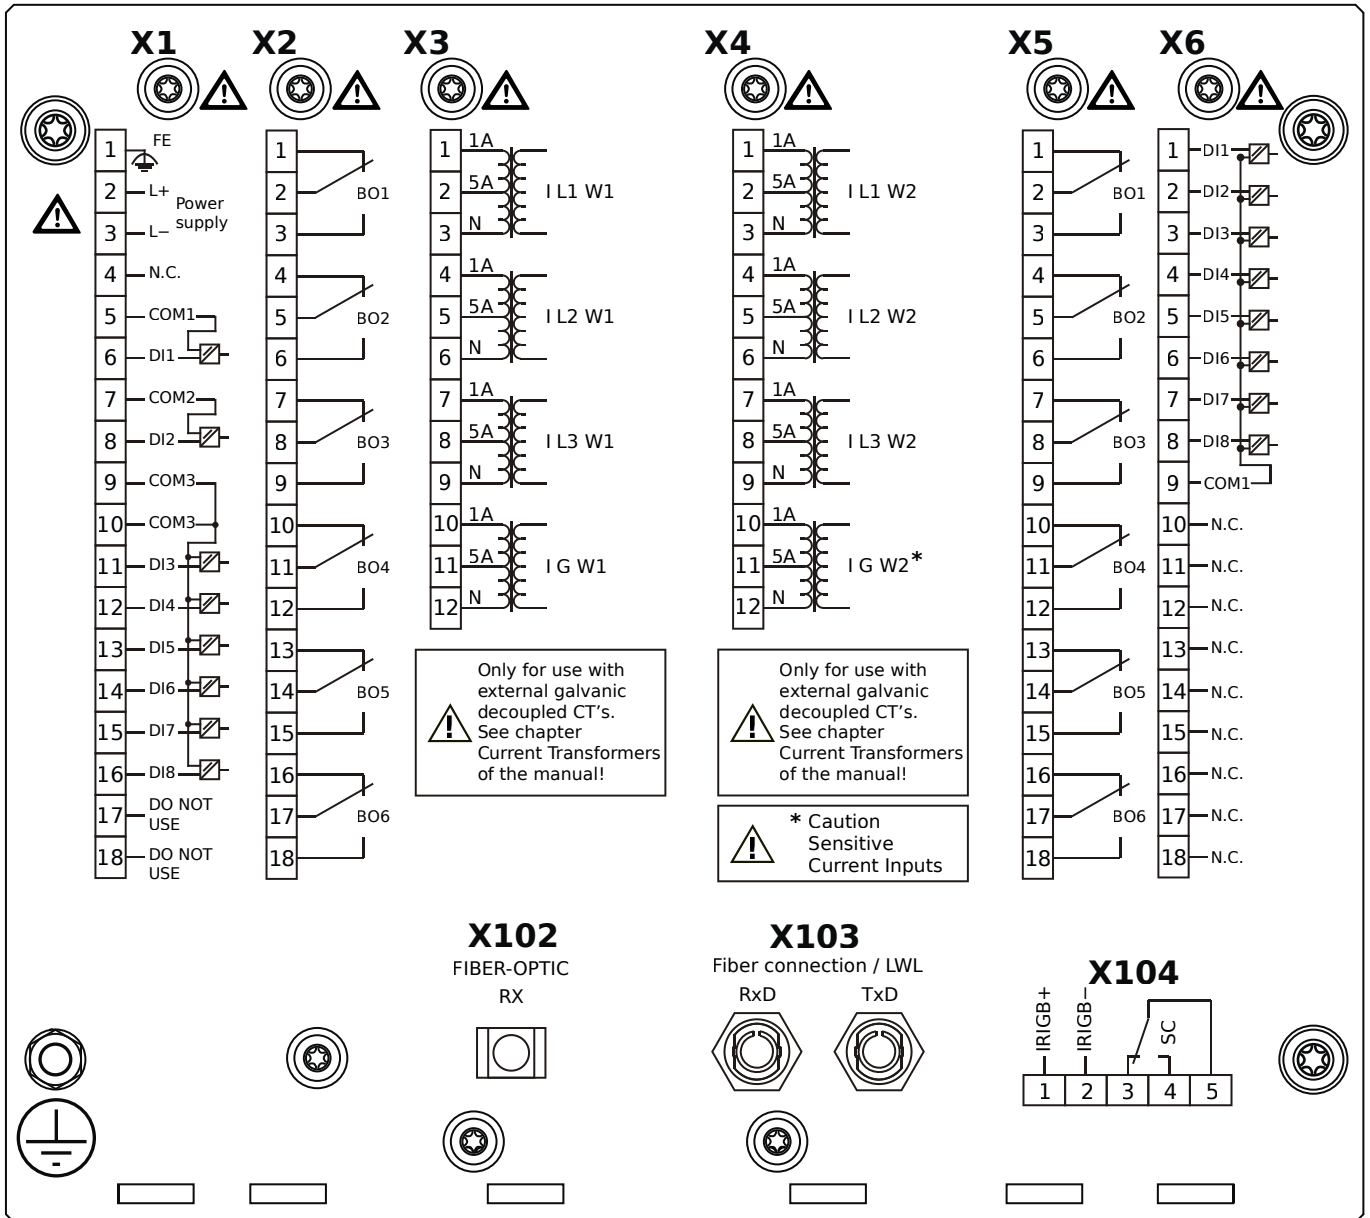 X1
X2
X3
X4
X5
X6
1 FE
2 L+
Power
supply
3 L−
4 N.C.
5 COM1
6 DI1
7 COM2
8 DI2
9 COM3
10 COM3
11 DI3
12 DI4
13 DI5
14 DI6
15 DI7
16 DI8
17 DO NOT
USE
18 DO NOT
USE
1
2 BO1
3
4
5 BO2
6
7
8 BO3
9
10
11 BO4
12
13
14 BO5
15
16
17 BO6
18
1 1A
2 5A I L1 W1
3 N
4 1A
5 5A I L2 W1
6 N
7 1A
8 5A I L3 W1
9 N
10 1A
11 5A I G W1
12 N
Only for use with
external galvanic
decoupled CT's.
See chapter
Current Transformers
of the manual!
1 1A
2 5A I L1 W2
3 N
4 1A
5 5A I L2 W2
6 N
7 1A
8 5A I L3 W2
9 N
10 1A
11 5A I G W2*
12 N
Only for use with
external galvanic
decoupled CT's.
See chapter
Current Transformers
of the manual!
* Caution
Sensitive
Current Inputs
1
2 BO1
3
4
5 BO2
6
7
8 BO3
9
10
11 BO4
12
13
14 BO5
15
16
17 BO6
18
1 DI1
2 DI2
3 DI3
4 DI4
5 DI5
6 DI6
7 DI7
8 DI8
9 COM1
10 N.C.
11 N.C.
12 N.C.
13 N.C.
14 N.C.
15 N.C.
16 N.C.
17 N.C.
18 N.C.
X102
FIBER-OPTIC
RX
X103
Fiber connection / LWL
RxD TxD
X104
IRIGB+
IRIGB−
SC
1 2 3 4 5